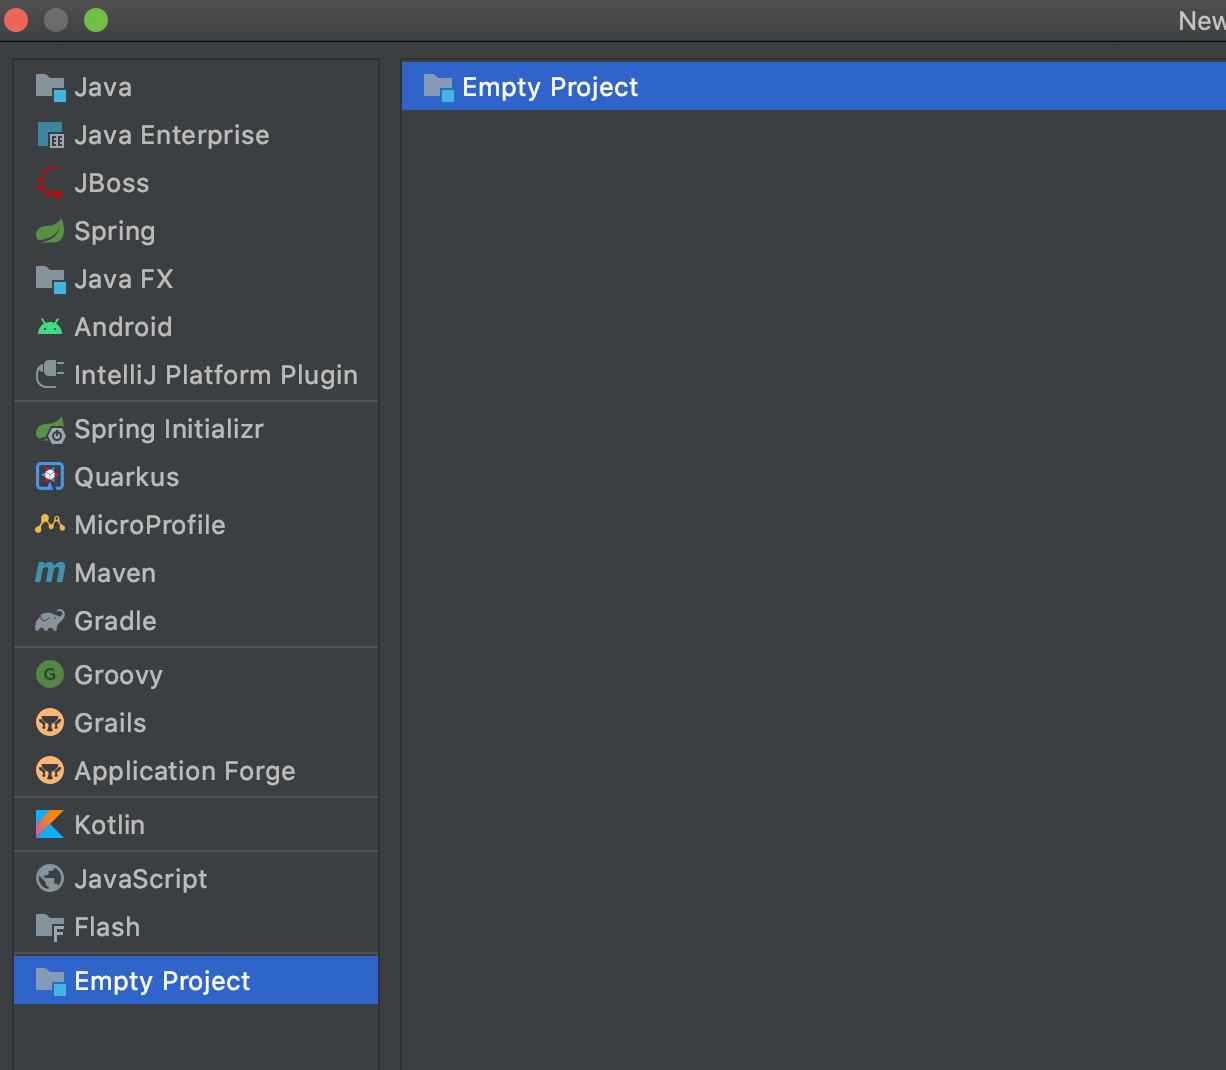 New
Java
Java Enterprise
JBoss
Spring
Java FX
Android
IntelliJ Platform Plugin
Spring Initializr
Quarkus
MicroProfile
m Maven
Gradle
G Groovy
Grails
Application Forge
Kotlin
JavaScript
F Flash
Empty Project
Empty Project